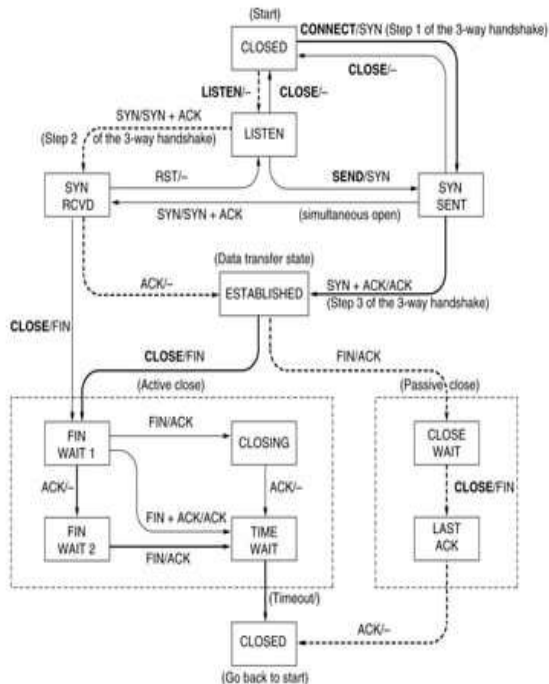 (Start)
CLOSED
CONNECT/SYN (Step 1 of the 3-way handshake)
CLOSE/–
LISTEN/–
CLOSE/–
SYN/SYN + ACK
(Step 2 of the 3-way handshake)
LISTEN
SYN
RCVD
RST/–
SEND/SYN
SYN
SENT
SYN/SYN + ACK
(simultaneous open)
(Data transfer state)
ACK/–
ESTABLISHED
SYN + ACK/ACK
(Step 3 of the 3-way handshake)
CLOSE/FIN
CLOSE/FIN
FIN/ACK
(Active close)
(Passive close)
FIN
WAIT 1
FIN/ACK
CLOSING
CLOSE
WAIT
ACK/–
ACK/–
CLOSE/FIN
FIN + ACK/ACK
FIN
WAIT 2
FIN/ACK
TIME
WAIT
LAST
ACK
(Timeout/)
CLOSED
ACK/–
(Go back to start)